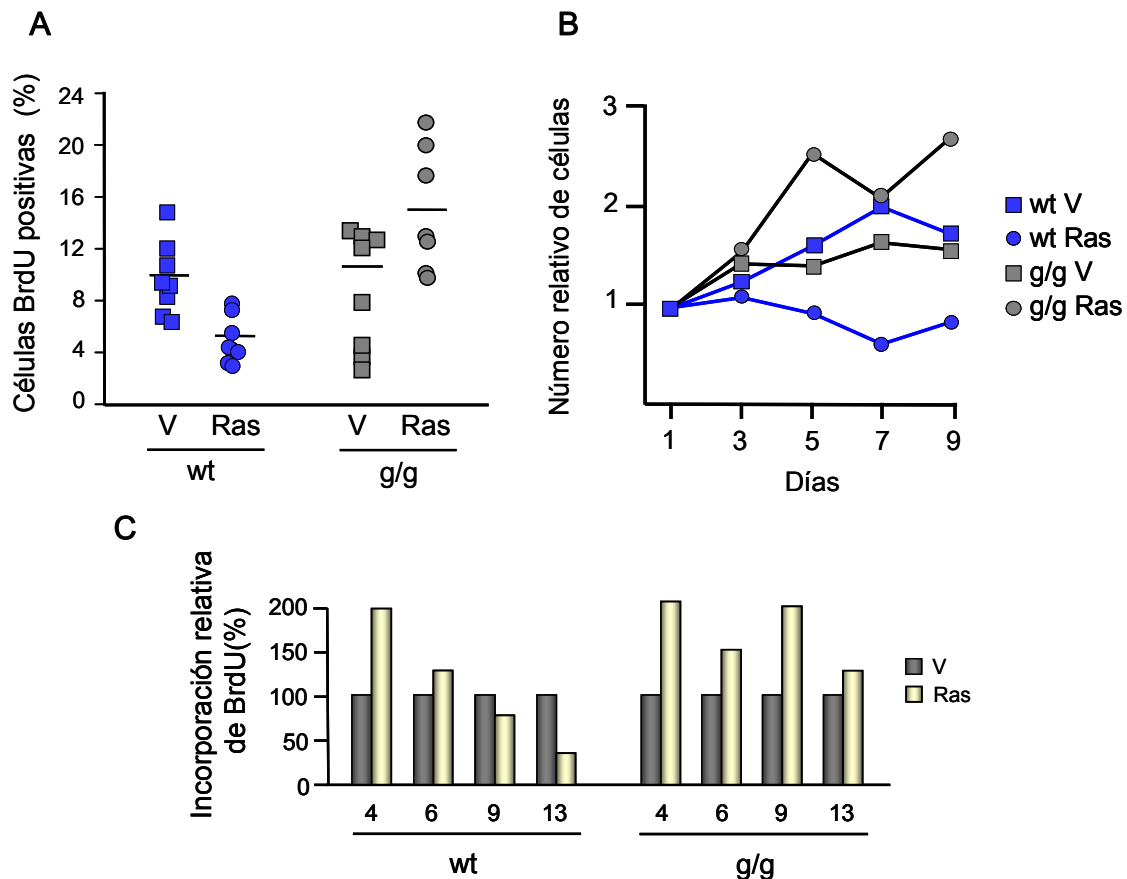 A
Células BrdU positivas (%)
24
20
16
12
8
4
0
V Ras V Ras
wt g/g
B
Número relativo de células
3
2
1
1 3 5 7 9
Días
wt V
wt Ras
g/g V
g/g Ras
C
Incorporación relativa
de BrdU(%)
200
150
100
50
0
4 6 9 13 4 6 9 13
wt g/g
V
Ras